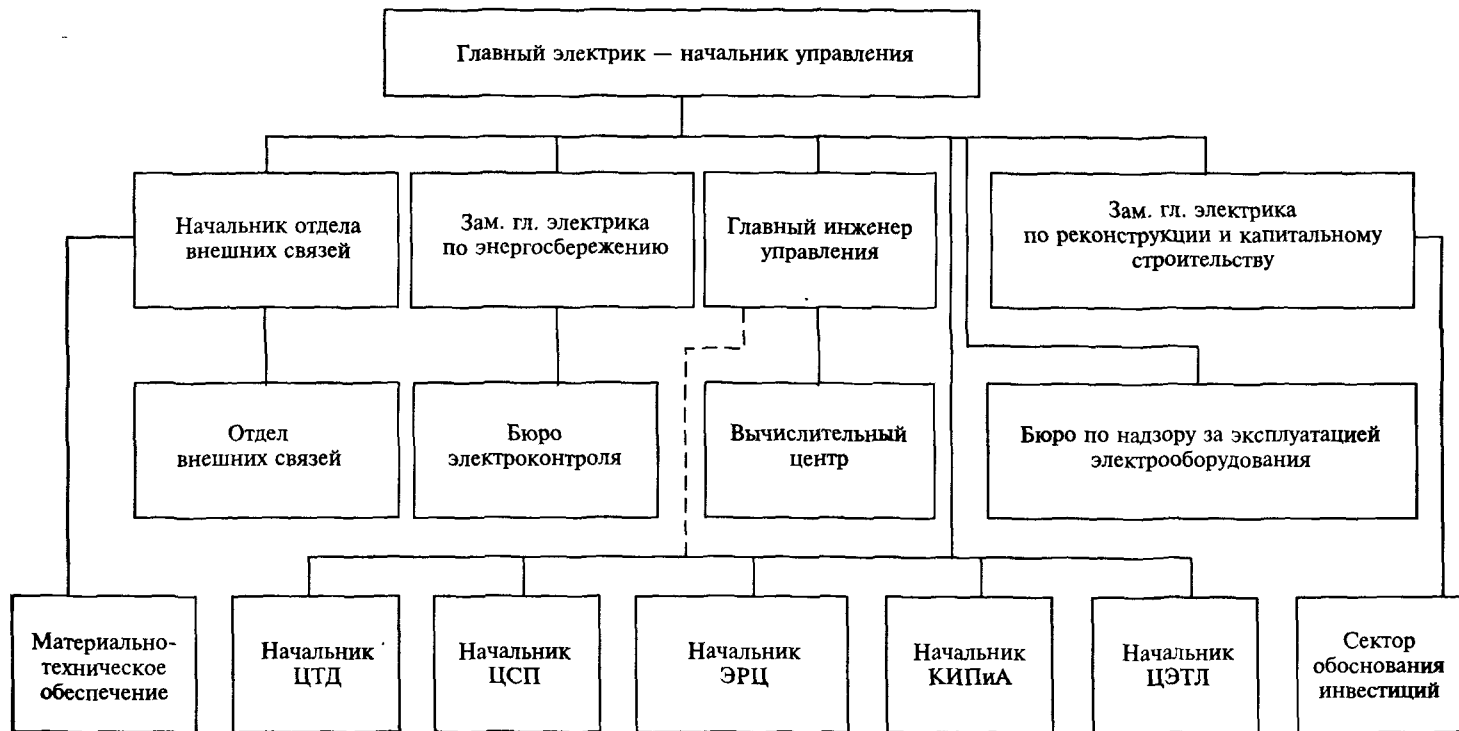 Главный электрик — начальник управления
Начальник отдела
внешних связей
Зам. гл. электрика
по энергосбережению
Главный инженер
управления
Зам. гл. электрика
по реконструкции и капитальному
строительству
Отдел
внешних связей
Бюро
электроконтроля
Вычислительный
центр
Бюро по надзору за эксплуатацией
электрооборудования
Материально-
техническое
обеспечение
Начальник
ЦТД
Начальник
ЦСП
Начальник
ЭРЦ
Начальник
КИПиА
Начальник
ЦЭТЛ
Сектор
обоснования
инвестиций